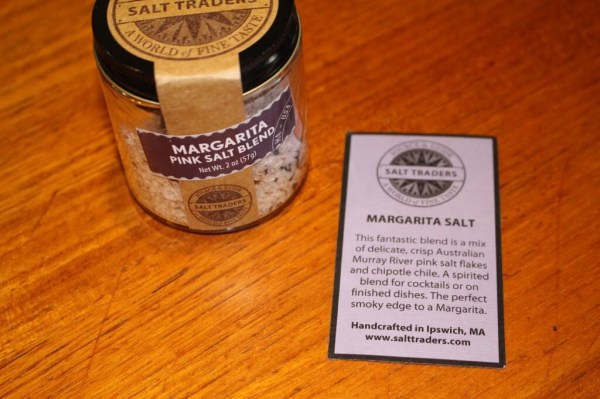 SALT TRADERS
A WORLD of FINE TASTE
MARGARITA
PINK SALT BLEND
Net Wt. 2 oz (57g)
USA
SALT TRADERS
SALT TRADERS
A WORLD of FINE TASTE
MARGARITA SALT
This fantastic blend is a mix
of delicate, crisp Australian
Murray River pink salt flakes
and chipotle chile. A spirited
blend for cocktails or on
finished dishes. The perfect
smoky edge to a Margarita.
Handcrafted in Ipswich, MA
www.salttraders.com